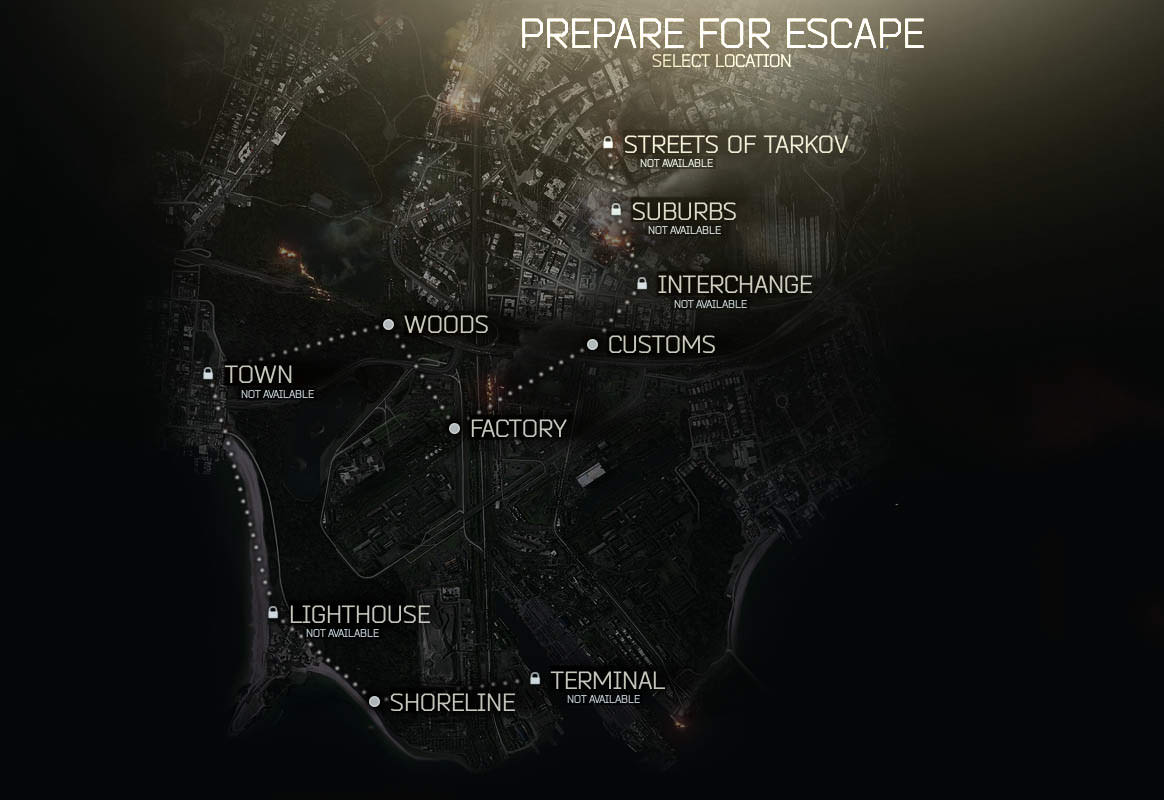 PREPARE FOR ESCAPE
SELECT LOCATION
STREETS OF TARKOV
NOT AVAILABLE
SUBURBS
NOT AVAILABLE
INTERCHANGE
NOT AVAILABLE
WOODS
CUSTOMS
TOWN
NOT AVAILABLE
FACTORY
LIGHTHOUSE
NOT AVAILABLE
TERMINAL
NOT AVAILABLE
SHORELINE